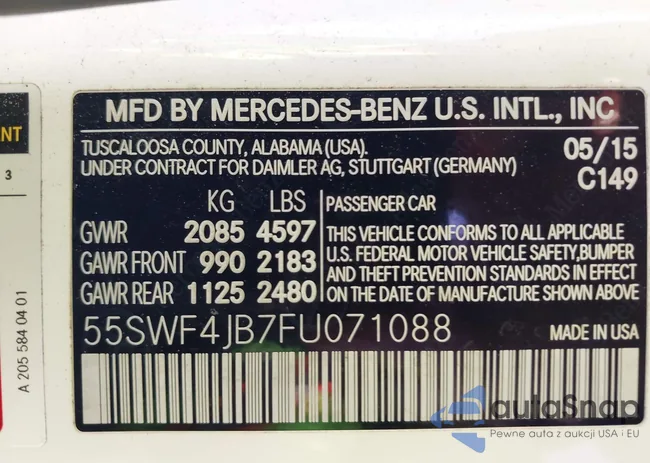 MFD BY MERCEDES-BENZ U.S. INTL., INC
TUSCALOOSA COUNTY, ALABAMA (USA). 05/15
UNDER CONTRACT FOR DAIMLER AG, STUTTGART (GERMANY) C149
KG LBS PASSENGER CAR
GWR 2085 4597 THIS VEHICLE CONFORMS TO ALL APPLICABLE
GAWR FRONT 990 2183 U.S. FEDERAL MOTOR VEHICLE SAFETY,BUMPER
GAWR REAR 1125 2480 AND THEFT PREVENTION STANDARDS IN EFFECT
ON THE DATE OF MANUFACTURE SHOWN ABOVE
55SWF4JB7FU071088 MADE IN USA
NT
3
A 205 584 04 01
autoSnap
Pewne auta z aukcji USA i EU